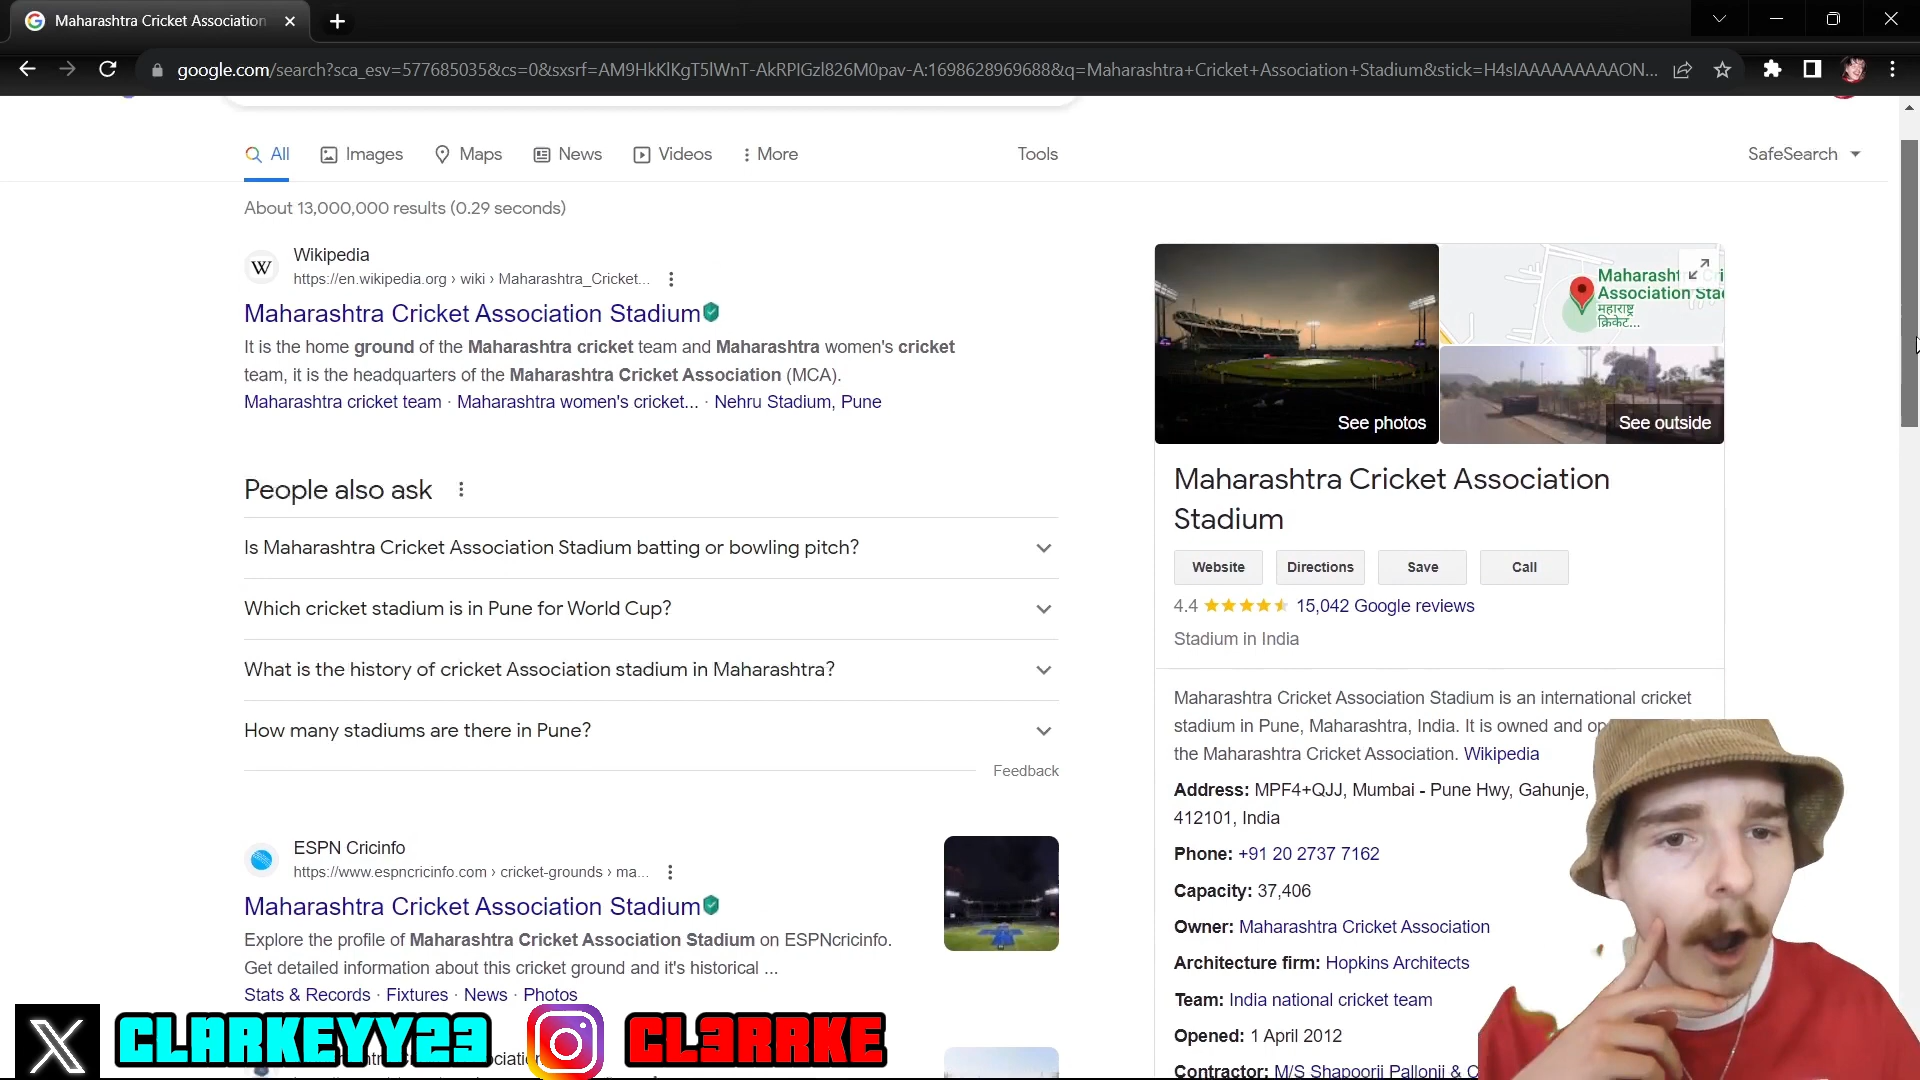 Maharashtra Cricket Association
google.com/search?sca_esv=577685035&cs=0&sxsrf=AM9HkKlKgT5lWnT-AkRPIGzl826M0pav-A:1698628969688&q=Maharashtra+Cricket+Association+Stadium&stick=H4sIAAAAAAAAAON...
All
Images
Maps
News
Videos
More
Tools
SafeSearch
About 13,000,000 results (0.29 seconds)
W
Wikipedia
https://en.wikipedia.org › wiki › Maharashtra_Cricket...
Maharashtra Cricket Association Stadium
It is the home ground of the Maharashtra cricket team and Maharashtra women's cricket
team, it is the headquarters of the Maharashtra Cricket Association (MCA).
Maharashtra cricket team · Maharashtra women's cricket... · Nehru Stadium, Pune
People also ask
Is Maharashtra Cricket Association Stadium batting or bowling pitch?
Which cricket stadium is in Pune for World Cup?
What is the history of cricket Association stadium in Maharashtra?
How many stadiums are there in Pune?
Feedback
ESPN Cricinfo
https://www.espncricinfo.com › cricket-grounds › ma...
Maharashtra Cricket Association Stadium
Explore the profile of Maharashtra Cricket Association Stadium on ESPNcricinfo.
Get detailed information about this cricket ground and it's historical ...
Stats & Records · Fixtures · News · Photos
CLARKEYY23
CL3RRKE
See photos
Maharasht Cri
Association Sta
महाराष्ट्र
क्रिकेट...
See outside
Maharashtra Cricket Association
Stadium
Website
Directions
Save
Call
4.4
15,042 Google reviews
Stadium in India
Maharashtra Cricket Association Stadium is an international cricket
stadium in Pune, Maharashtra, India. It is owned and op
the Maharashtra Cricket Association. Wikipedia
Address: MPF4+QJJ, Mumbai - Pune Hwy, Gahunje,
412101, India
Phone: +91 20 2737 7162
Capacity: 37,406
Owner: Maharashtra Cricket Association
Architecture firm: Hopkins Architects
Team: India national cricket team
Opened: 1 April 2012
Contractor: M/S Shapoorji Pallonji & C